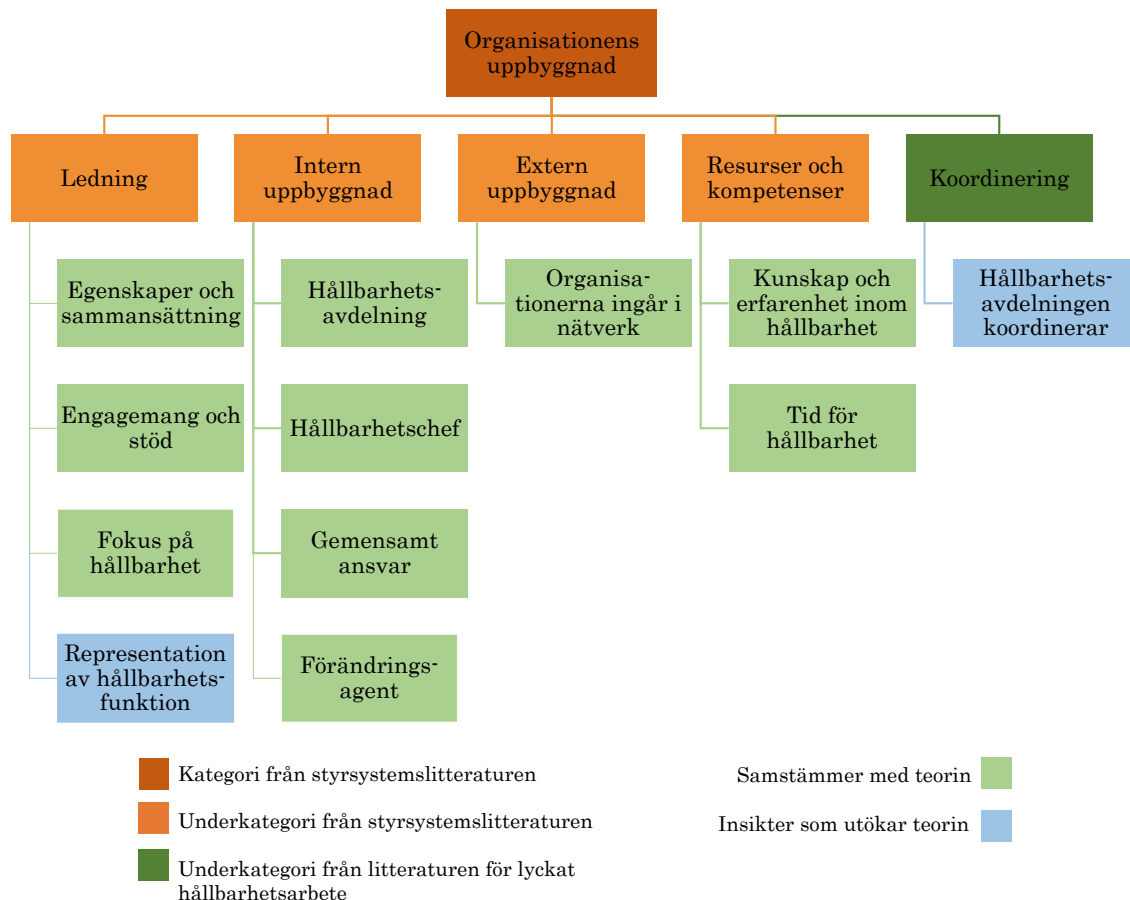 Organisationens
uppbyggnad
Ledning
Intern
uppbyggnad
Extern
uppbyggnad
Resurser och
kompetenser
Koordinering
Egenskaper och
sammansättning
Engagemang och
stöd
Fokus på
hållbarhet
Representation
av hållbarhets-
funktion
Hållbarhets-
avdelning
Hållbarhetschef
Gemensamt
ansvar
Förändrings-
agent
Organisa-
tionerna ingår i
nätverk
Kunskap och
erfarenhet inom
hållbarhet
Tid för
hållbarhet
Hållbarhets-
avdelningen
koordinerar
Kategori från styrsystemslitteraturen
Underkategori från styrsystemslitteraturen
Underkategori från litteraturen för lyckat
hållbarhetsarbete
Samstämmer med teorin
Insikter som utökar teorin